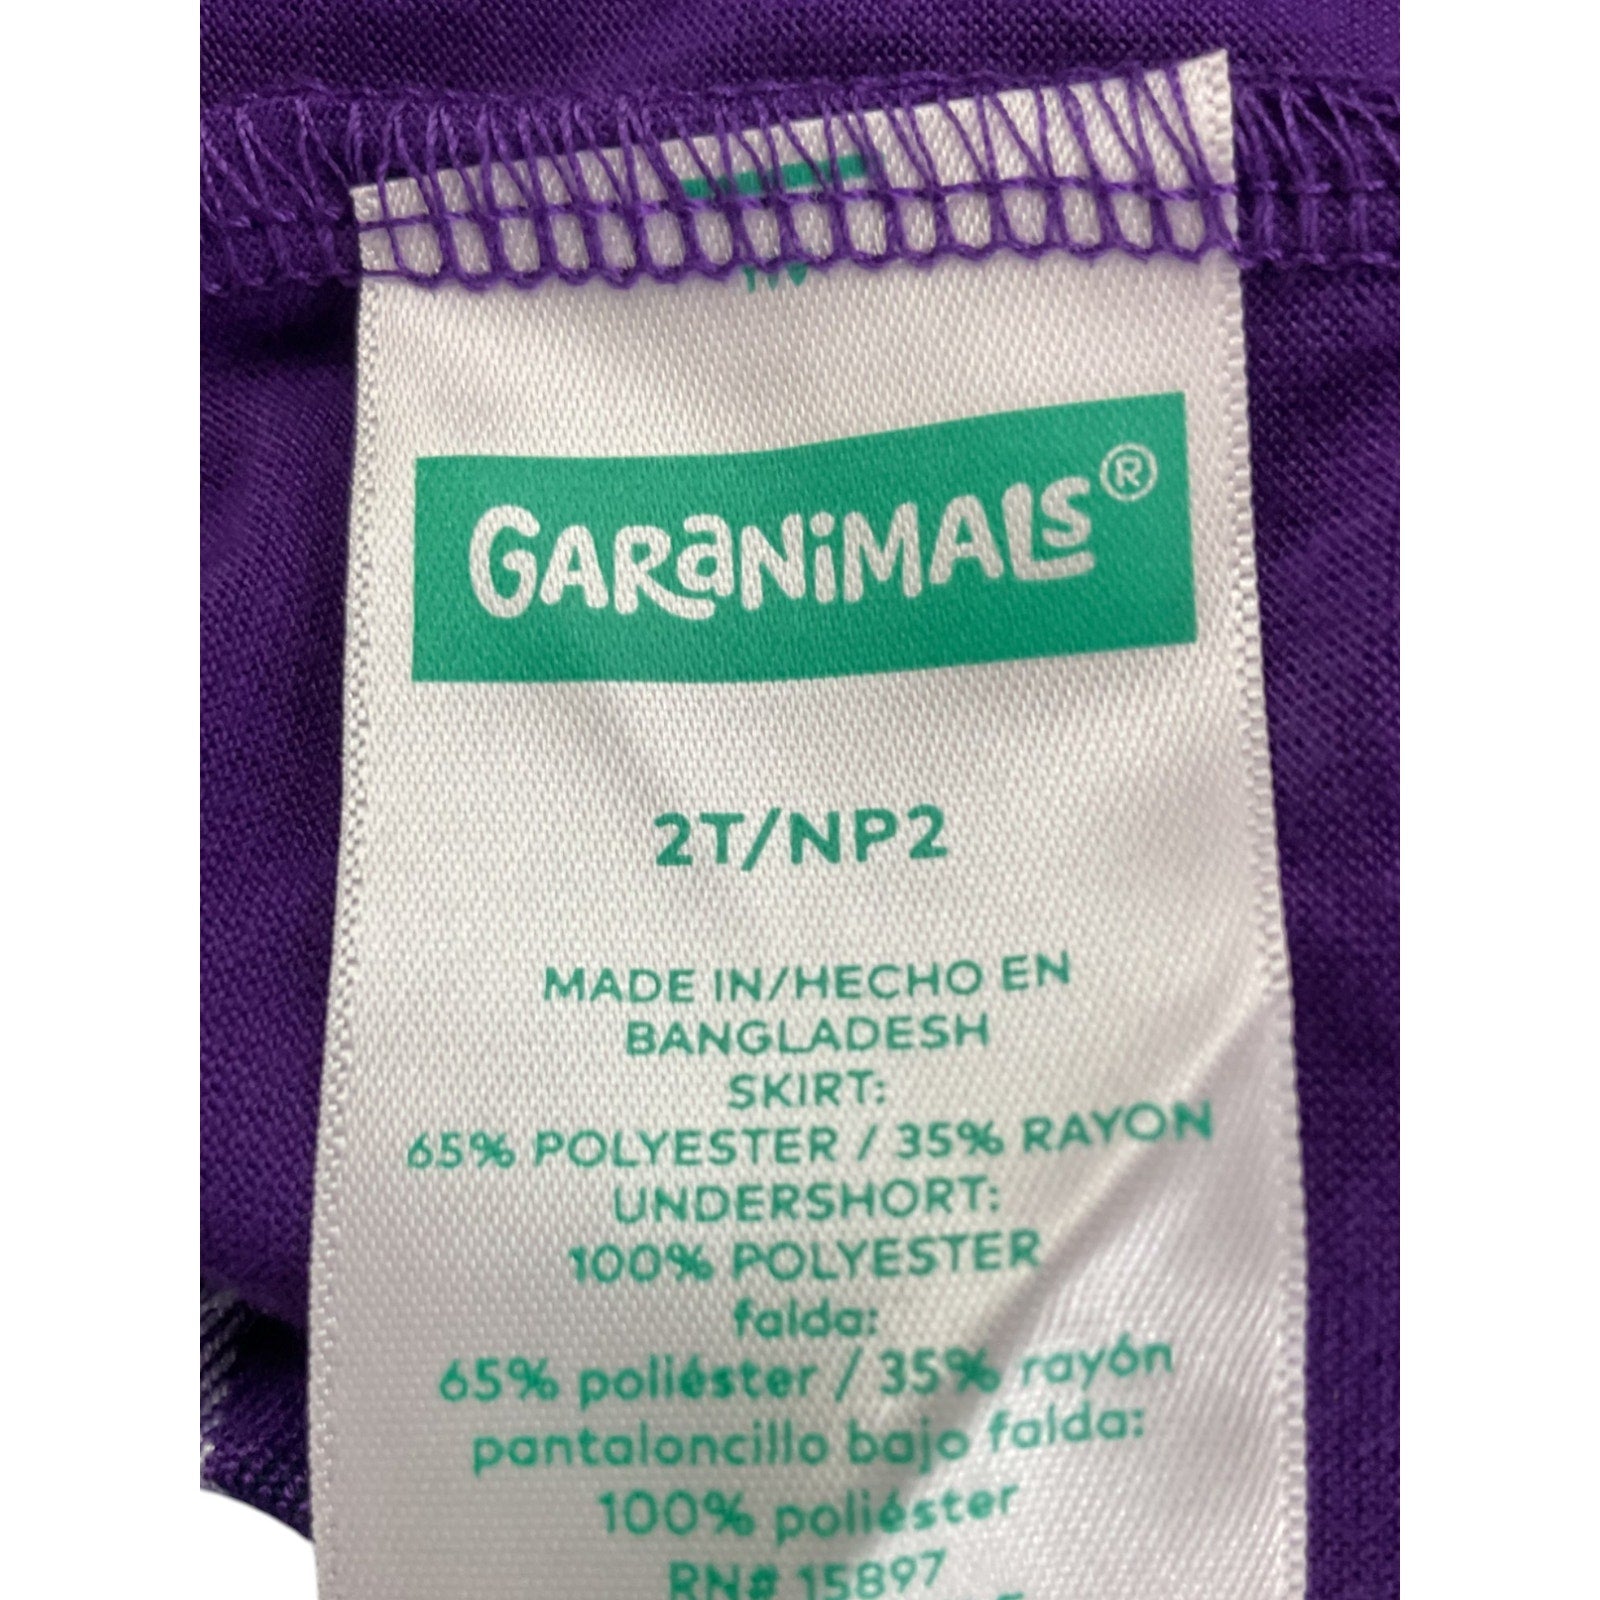 GARaNiMALS®
2T/NP2
MADE IN/HECHO EN
BANGLADESH
SKIRT:
65% POLYESTER / 35% RAYON
UNDERSHORT:
100% POLYESTER
falda:
65% poliéster / 35% rayón
pantaloncillo bajo falda:
100% poliéster
RN# 15897